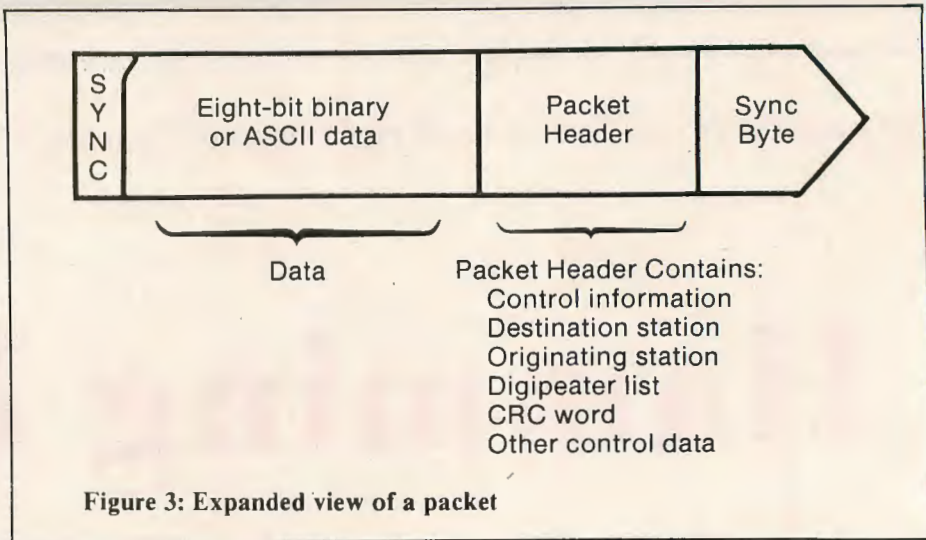 SYNC
Eight-bit binary
or ASCII data
Packet
Header
Sync
Byte
Data
Packet Header Contains:
Control information
Destination station
Originating station
Digipeater list
CRC word
Other control data
Figure 3: Expanded view of a packet